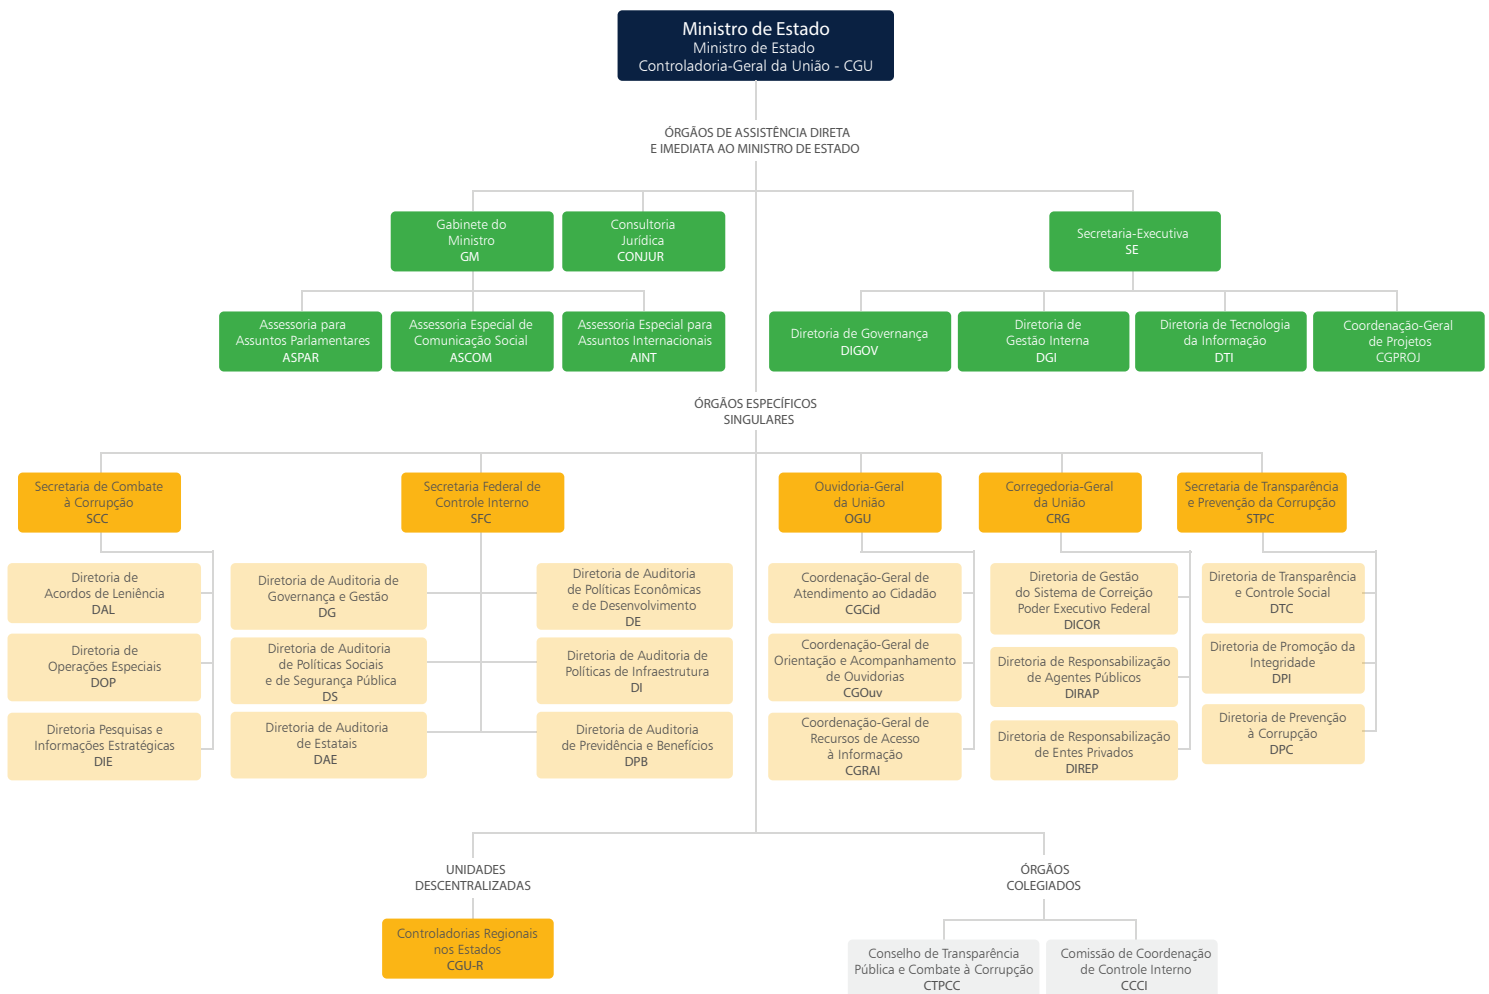 Ministro de Estado
Ministro de Estado
Controladoria-Geral da União - CGU
ÓRGÃOS DE ASSISTÊNCIA DIRETA
E IMEDIATA AO MINISTRO DE ESTADO
Gabinete do
Ministro
GM
Consultoria
Jurídica
CONJUR
Secretaria-Executiva
SE
Assessoria para
Assuntos Parlamentares
ASPAR
Assessoria Especial de
Comunicação Social
ASCOM
Assessoria Especial para
Assuntos Internacionais
AINT
Diretoria de Governança
DIGOV
Diretoria de
Gestão Interna
DGI
Diretoria de Tecnologia
da Informação
DTI
Coordenação-Geral
de Projetos
CGPROJ
ÓRGÃOS ESPECÍFICOS
SINGULARES
Secretaria de Combate
à Corrupção
SCC
Secretaria Federal de
Controle Interno
SFC
Ouvidoria-Geral
da União
OGU
Corregedoria-Geral
da União
CRG
Secretaria de Transparência
e Prevenção da Corrupção
STPC
Diretoria de
Acordos de Leniência
DAL
Diretoria de
Operações Especiais
DOP
Diretoria Pesquisas e
Informações Estratégicas
DIE
Diretoria de Auditoria de
Governança e Gestão
DG
Diretoria de Auditoria
de Políticas Sociais
e de Segurança Pública
DS
Diretoria de Auditoria
de Estatais
DAE
Diretoria de Auditoria
de Políticas Econômicas
e de Desenvolvimento
DE
Diretoria de Auditoria de
Políticas de Infraestrutura
DI
Diretoria de Auditoria
de Previdência e Benefícios
DPB
Coordenação-Geral de
Atendimento ao Cidadão
CGCid
Coordenação-Geral de
Orientação e Acompanhamento
de Ouvidorias
CGOuv
Coordenação-Geral de
Recursos de Acesso
à Informação
CGRAI
Diretoria de Gestão
do Sistema de Correição
Poder Executivo Federal
DICOR
Diretoria de Responsabilização
de Agentes Públicos
DIRAP
Diretoria de Responsabilização
de Entes Privados
DIREP
Diretoria de Transparência
e Controle Social
DTC
Diretoria de Promoção da
Integridade
DPI
Diretoria de Prevenção
à Corrupção
DPC
UNIDADES
DESCENTRALIZADAS
Controladorias Regionais
nos Estados
CGU-R
ÓRGÃOS
COLEGIADOS
Conselho de Transparência
Pública e Combate à Corrupção
CTPCC
Comissão de Coordenação
de Controle Interno
CCCI